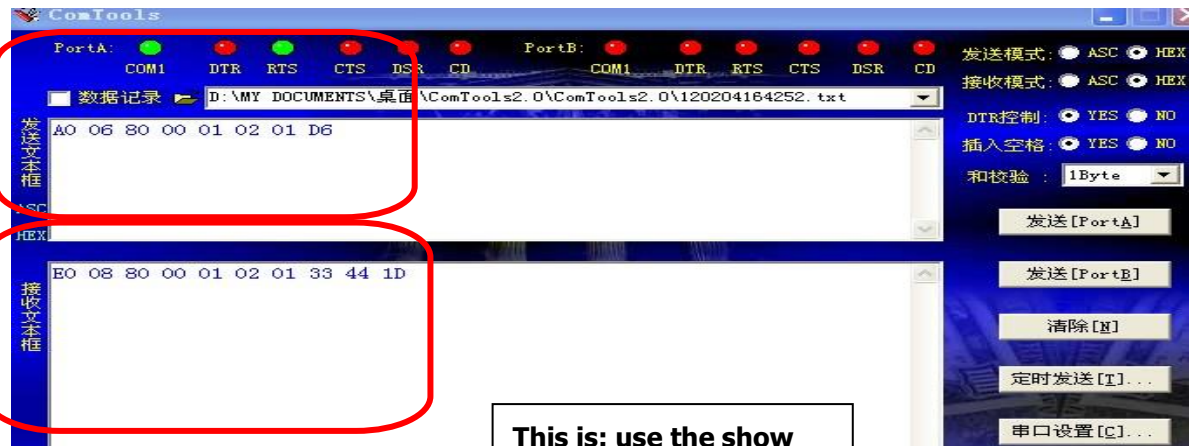 ComTools
PortA: PortB:
COM1 DTR RTS CTS DSR CD COM1 DTR RTS CTS DSR CD
发送模式: ASC HEX
接收模式: ASC HEX
数据记录 D:\MY DOCUMENTS\桌面\ComTools2.0\ComTools2.0\120204164252.txt
DTR控制: YES NO
插入空格: YES NO
和校验 : 1Byte
发送文本框
ASC
HEX
A0 06 80 00 01 02 01 D6
发送[PortA]
接收文本框
E0 08 80 00 01 02 01 33 44 1D
发送[PortB]
清除[N]
定时发送[T]...
串口设置[C]...
This is: use the show